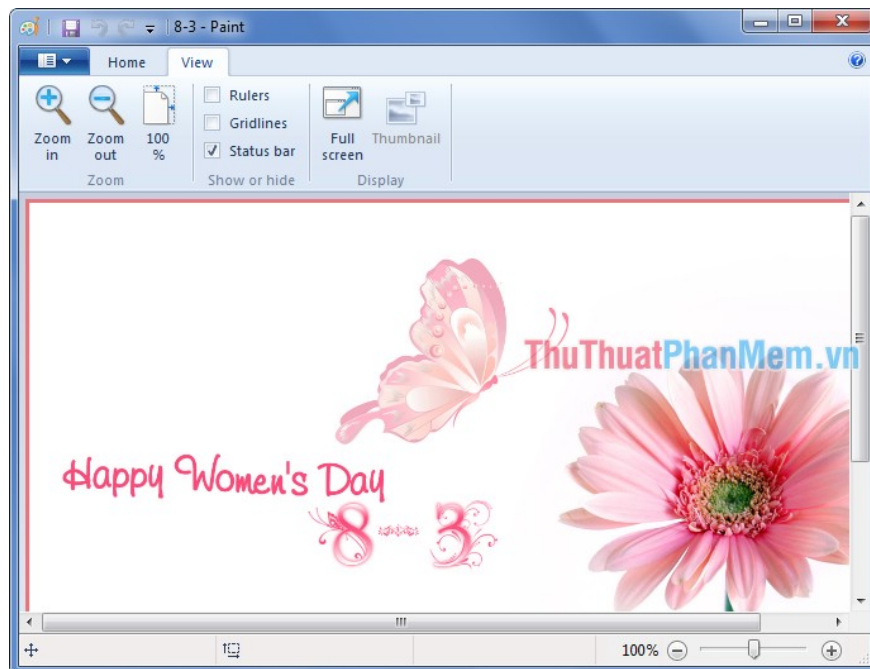 8-3 - Paint
Home View
Zoom in
Zoom out
100 %
Zoom
Rulers
Gridlines
Status bar
Show or hide
Full screen
Thumbnail
Display
ThuThuatPhanMem.vn
Happy Women's Day
8 3
100%